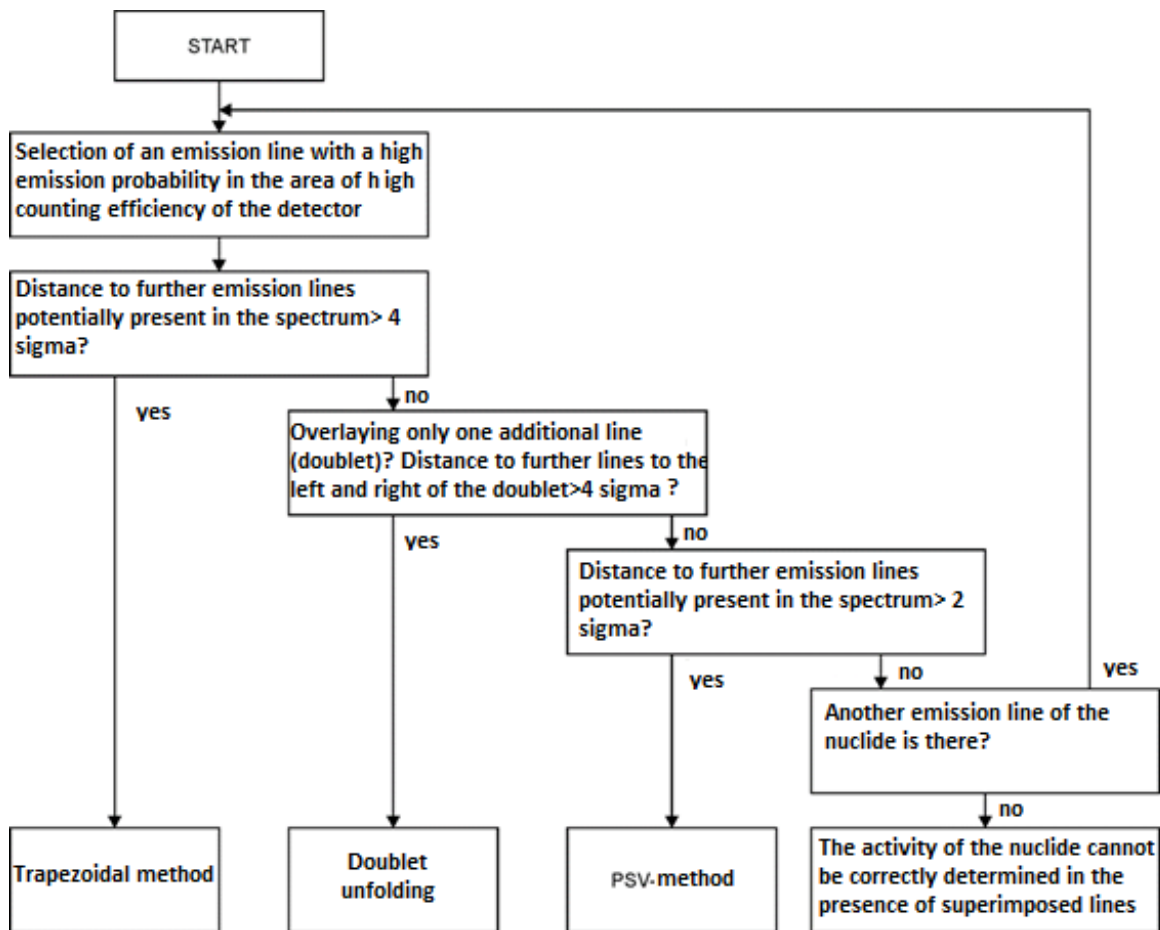 START
Selection of an emission line with a high
emission probability in the area of high
counting efficiency of the detector
Distance to further emission lines
potentially present in the spectrum> 4
sigma?
yes
no
Overlaying only one additional line
(doublet)? Distance to further lines to the
left and right of the doublet>4 sigma ?
yes
no
Distance to further emission lines
potentially present in the spectrum> 2
sigma?
yes
no
yes
Another emission line of the
nuclide is there?
no
Trapezoidal method
Doublet
unfolding
PSV-method
The activity of the nuclide cannot
be correctly determined in the
presence of superimposed lines